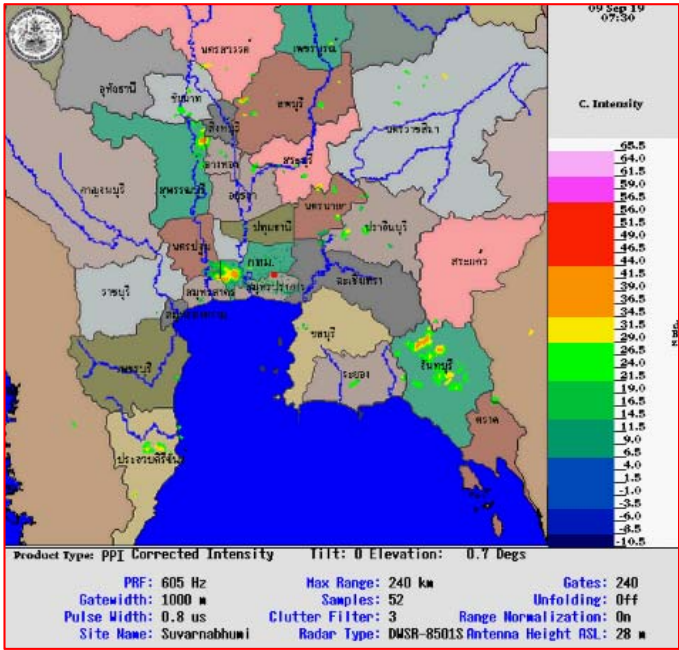 09 Sep 19
07:30
นครสวรรค์
เพชรบูรณ์
อุทัยธานี
ชัยนาท
ลพบุรี
นครราชสีมา
สิงห์บุรี
อ่างทอง
สระบุรี
กาญจนบุรี
สุพรรณบุรี
อยุธยา
นครนายก
ปทุมธานี
ปราจีนบุรี
นครปฐม
สระแก้ว
กทม.
ฉะเชิงเทรา
ราชบุรี
สมุทรสาคร
สมุทรปราการ
สมุทรสงคราม
ชลบุรี
เพชรบุรี
ระยอง
จันทบุรี
ตราด
ประจวบคีรีขันธ์
C. Intensity
65.5
64.0
61.5
59.0
56.5
56.0
51.5
49.0
46.5
44.0
41.5
39.0
36.5
34.0
31.5
29.0
26.5
24.0
21.5
19.0
16.5
14.0
11.5
9.0
6.5
4.0
1.5
-1.0
-3.5
-6.0
-8.5
-10.5
Product Type: PPI Corrected Intensity Tilt: 0 Elevation: 0.7 Degs
PRF: 605 Hz Max Range: 240 km Gates: 240
Gatewidth: 1000 m Samples: 52 Unfolding: Off
Pulse Width: 0.8 us Clutter Filter: 3 Range Normalization: On
Site Name: Suvarnabhumi Radar Type: DWSR-8501S Antenna Height ASL: 28 m